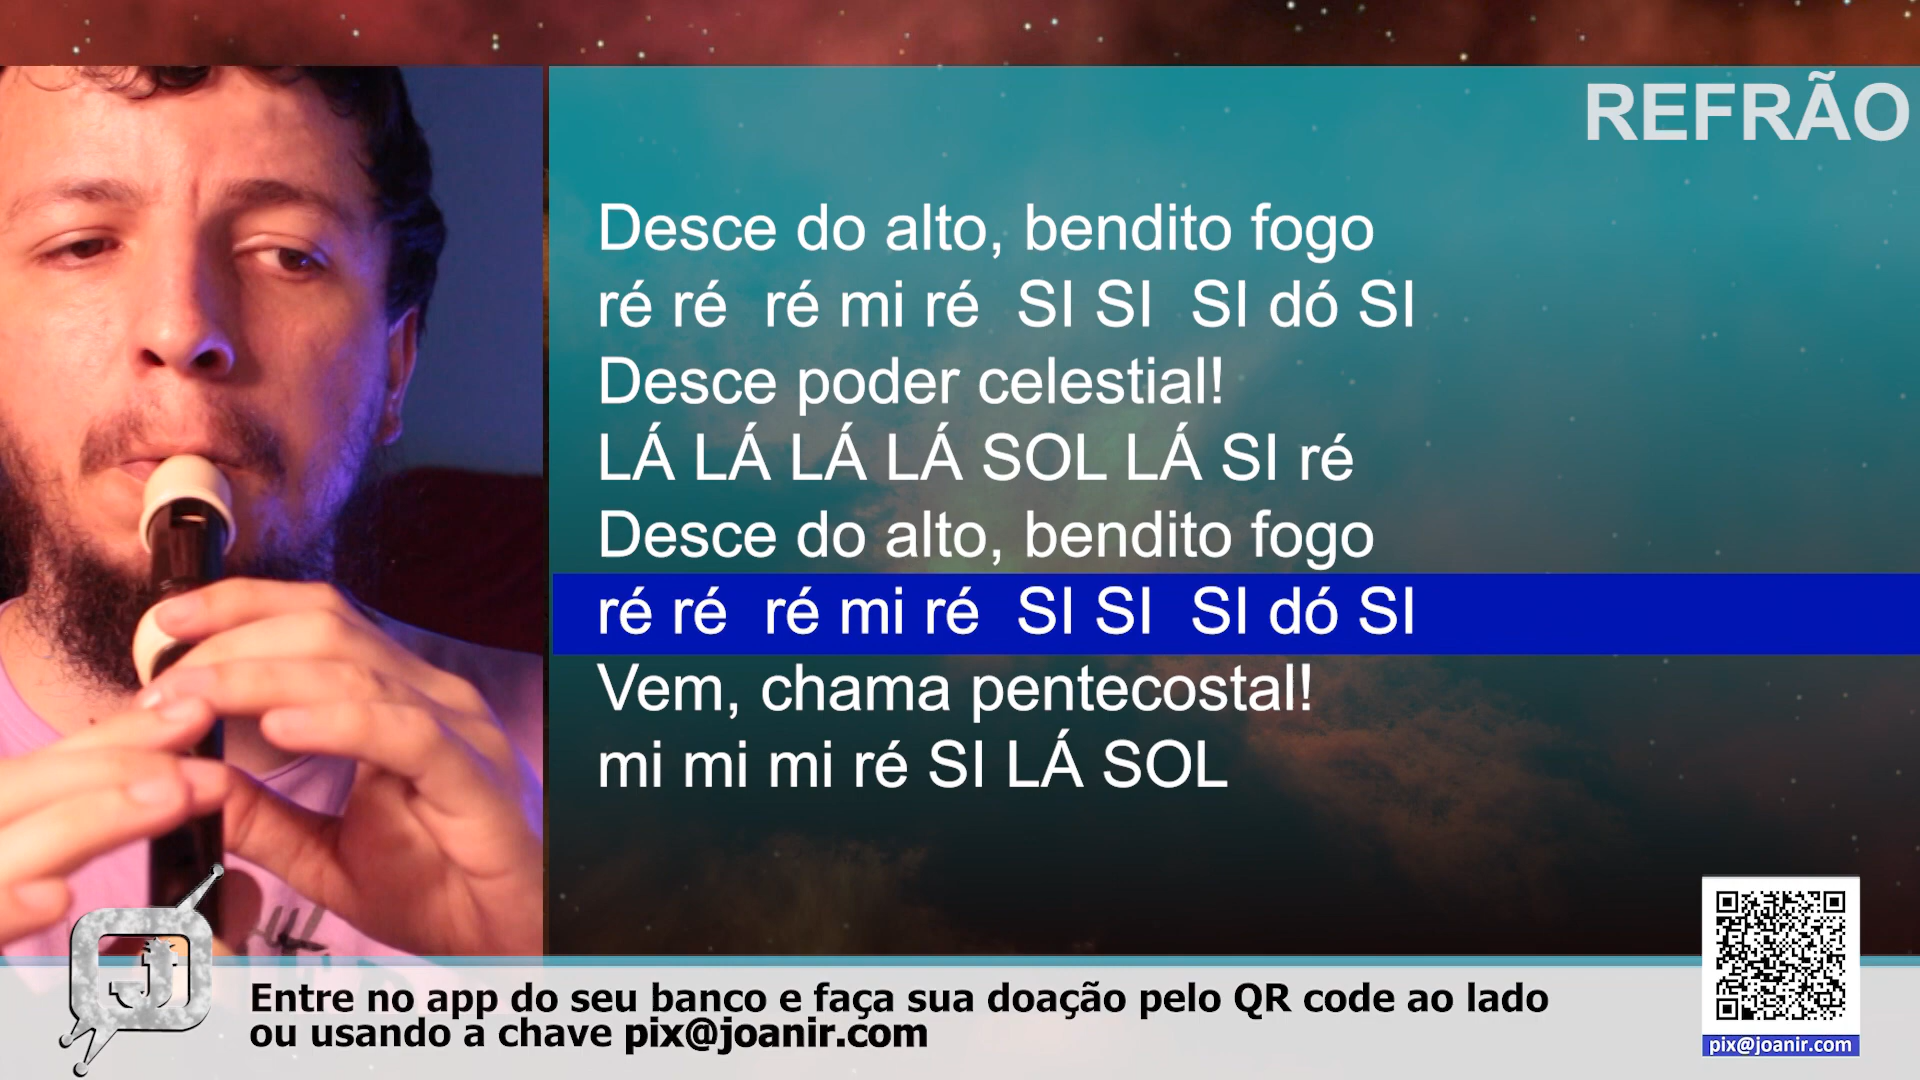 REFRÃO
Desce do alto, bendito fogo
ré ré ré mi ré SI SI SI dó SI
Desce poder celestial!
LÁ LÁ LÁ LÁ SOL LÁ SI ré
Desce do alto, bendito fogo
ré ré ré mi ré SI SI SI dó SI
Vem, chama pentecostal!
mi mi mi ré SI LÁ SOL
Entre no app do seu banco e faça sua doação pelo QR code ao lado
ou usando a chave pix@joanir.com
pix@joanir.com